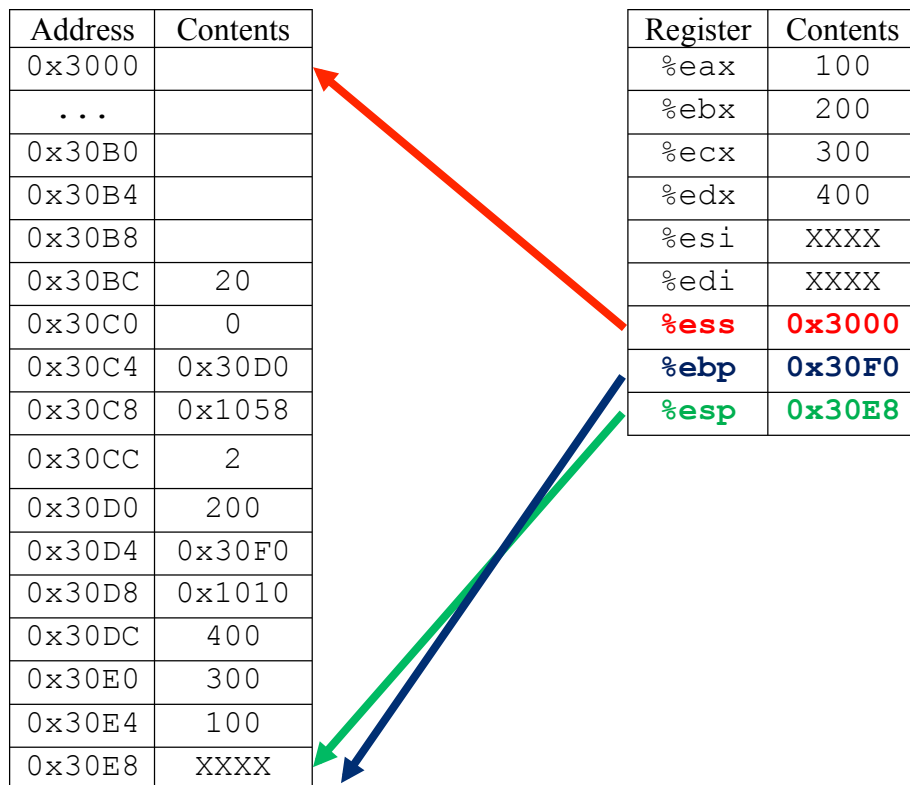 Address Contents
0x3000
...
0x30B0
0x30B4
0x30B8
0x30BC 20
0x30C0 0
0x30C4 0x30D0
0x30C8 0x1058
0x30CC 2
0x30D0 200
0x30D4 0x30F0
0x30D8 0x1010
0x30DC 400
0x30E0 300
0x30E4 100
0x30E8 XXXX
Register Contents
%eax 100
%ebx 200
%ecx 300
%edx 400
%esi XXXX
%edi XXXX
%ess 0x3000
%ebp 0x30F0
%esp 0x30E8